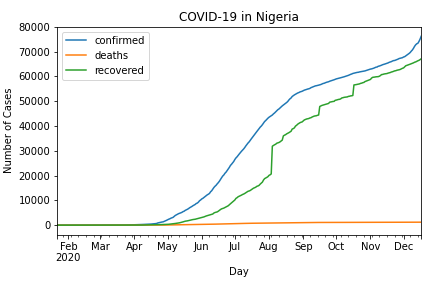 COVID-19 in Nigeria
confirmed
deaths
recovered
Number of Cases
80000
70000
60000
50000
40000
30000
20000
10000
0
Feb Mar Apr May Jun Jul Aug Sep Oct Nov Dec
2020
Day